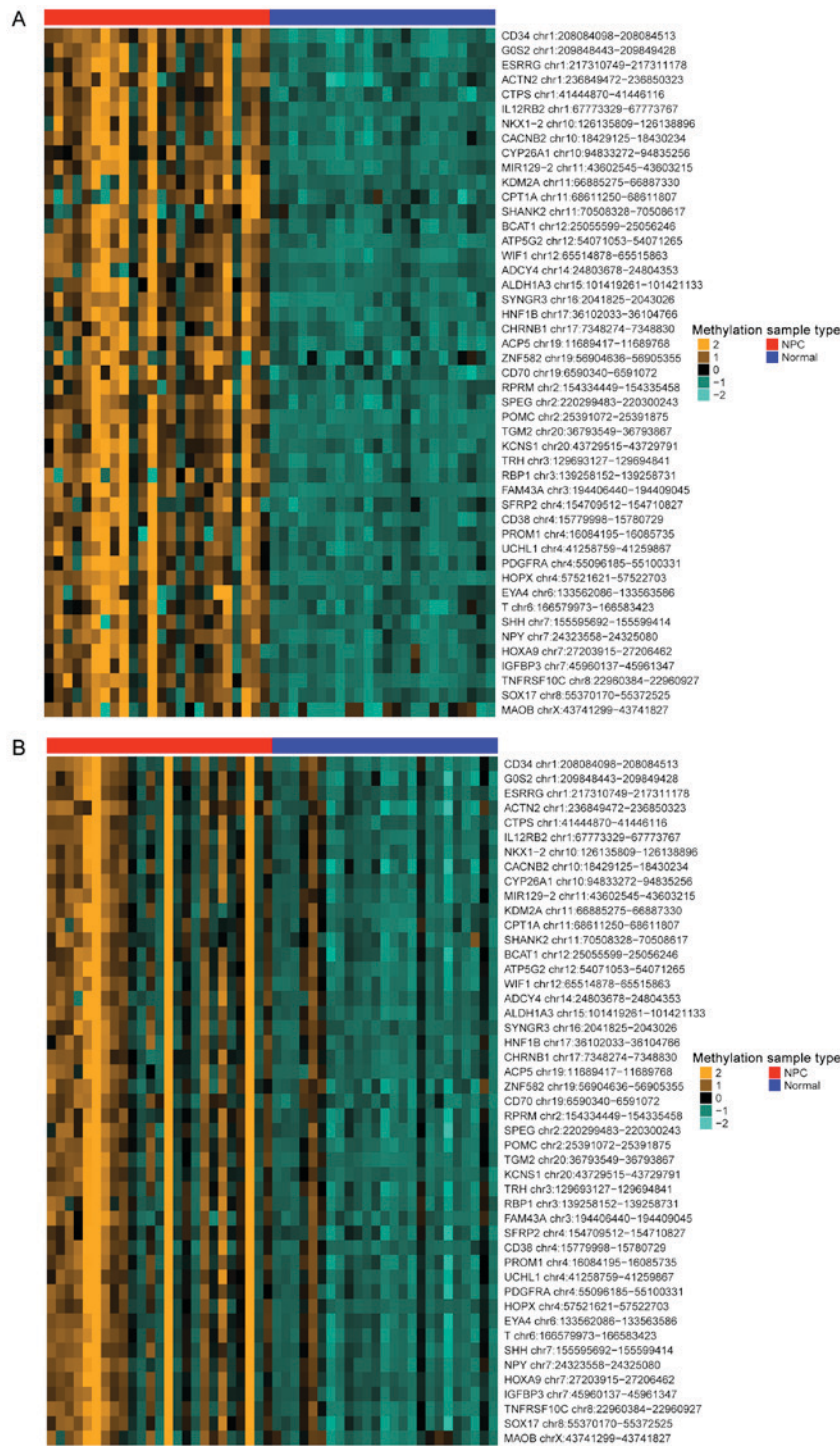 A
CD34 chr1:208084098−208084513
G0S2 chr1:209848443−209849428
ESRRG chr1:217310749−217311178
ACTN2 chr1:236849472−236850323
CTPS chr1:41444870−41446116
IL12RB2 chr1:67773329−67773767
NKX1−2 chr10:126135809−126138896
CACNB2 chr10:18429125−18430234
CYP26A1 chr10:94833272−94835256
MIR129−2 chr11:43602545−43603215
KDM2A chr11:66885275−66887330
CPT1A chr11:68611250−68611807
SHANK2 chr11:70508328−70508617
BCAT1 chr12:25055599−25056246
ATP5G2 chr12:54071053−54071265
WIF1 chr12:65514878−65515863
ADCY4 chr14:24803678−24804353
ALDH1A3 chr15:101419261−101421133
SYNGR3 chr16:2041825−2043026
HNF1B chr17:36102033−36104766
CHRNB1 chr17:7348274−7348830
ACP5 chr19:11689417−11689768
ZNF582 chr19:56904636−56905355
CD70 chr19:6590340−6591072
RPRM chr2:154334449−154335458
SPEG chr2:220299483−220300243
POMC chr2:25391072−25391875
TGM2 chr20:36793549−36793867
KCNS1 chr20:43729515−43729791
TRH chr3:129693127−129694841
RBP1 chr3:139258152−139258731
FAM43A chr3:194406440−194409045
SFRP2 chr4:154709512−154710827
CD38 chr4:15779998−15780729
PROM1 chr4:16084195−16085735
UCHL1 chr4:41258759−41259867
PDGFRA chr4:55096185−55100331
HOPX chr4:57521621−57522703
EYA4 chr6:133562086−133563586
T chr6:166579973−166583423
SHH chr7:155595692−155599414
NPY chr7:24323558−24325080
HOXA9 chr7:27203915−27206462
IGFBP3 chr7:45960137−45961347
TNFRSF10C chr8:22960384−22960927
SOX17 chr8:55370170−55372525
MAOB chrX:43741299−43741827
Methylation sample type
2 NPC
1 Normal
0
−1
−2
B
CD34 chr1:208084098−208084513
G0S2 chr1:209848443−209849428
ESRRG chr1:217310749−217311178
ACTN2 chr1:236849472−236850323
CTPS chr1:41444870−41446116
IL12RB2 chr1:67773329−67773767
NKX1−2 chr10:126135809−126138896
CACNB2 chr10:18429125−18430234
CYP26A1 chr10:94833272−94835256
MIR129−2 chr11:43602545−43603215
KDM2A chr11:66885275−66887330
CPT1A chr11:68611250−68611807
SHANK2 chr11:70508328−70508617
BCAT1 chr12:25055599−25056246
ATP5G2 chr12:54071053−54071265
WIF1 chr12:65514878−65515863
ADCY4 chr14:24803678−24804353
ALDH1A3 chr15:101419261−101421133
SYNGR3 chr16:2041825−2043026
HNF1B chr17:36102033−36104766
CHRNB1 chr17:7348274−7348830
ACP5 chr19:11689417−11689768
ZNF582 chr19:56904636−56905355
CD70 chr19:6590340−6591072
RPRM chr2:154334449−154335458
SPEG chr2:220299483−220300243
POMC chr2:25391072−25391875
TGM2 chr20:36793549−36793867
KCNS1 chr20:43729515−43729791
TRH chr3:129693127−129694841
RBP1 chr3:139258152−139258731
FAM43A chr3:194406440−194409045
SFRP2 chr4:154709512−154710827
CD38 chr4:15779998−15780729
PROM1 chr4:16084195−16085735
UCHL1 chr4:41258759−41259867
PDGFRA chr4:55096185−55100331
HOPX chr4:57521621−57522703
EYA4 chr6:133562086−133563586
T chr6:166579973−166583423
SHH chr7:155595692−155599414
NPY chr7:24323558−24325080
HOXA9 chr7:27203915−27206462
IGFBP3 chr7:45960137−45961347
TNFRSF10C chr8:22960384−22960927
SOX17 chr8:55370170−55372525
MAOB chrX:43741299−43741827
Methylation sample type
2 NPC
1 Normal
0
−1
−2